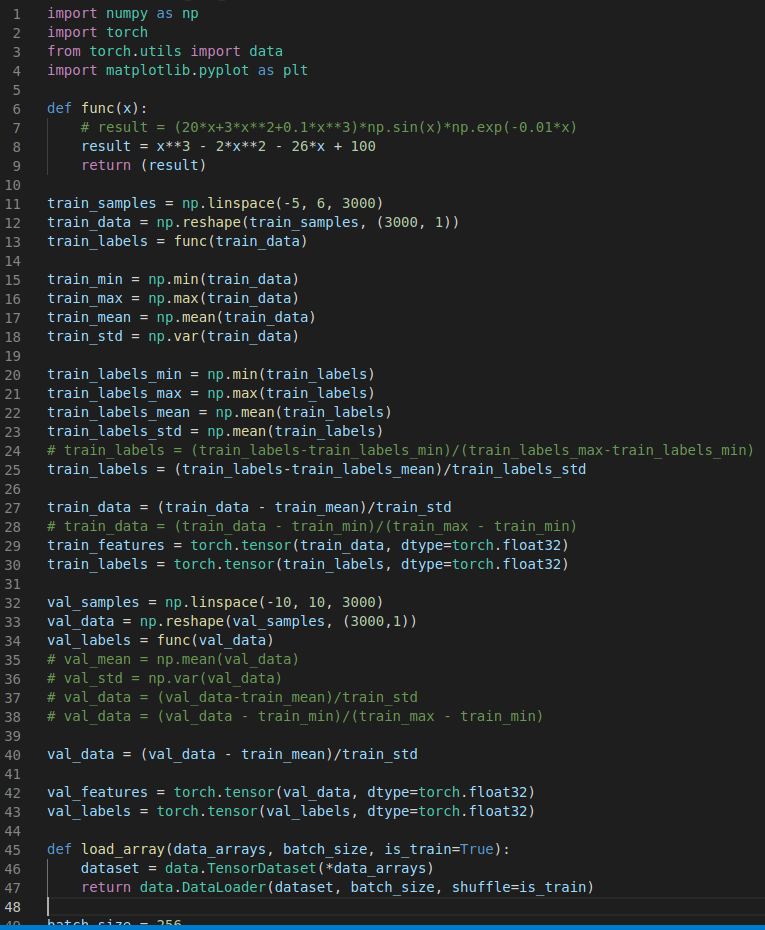 1 import numpy as np
2 import torch
3 from torch.utils import data
4 import matplotlib.pyplot as plt
5
6 def func(x):
7     # result = (20*x+3*x**2+0.1*x**3)*np.sin(x)*np.exp(-0.01*x)
8     result = x**3 - 2*x**2 - 26*x + 100
9     return (result)
10
11 train_samples = np.linspace(-5, 6, 3000)
12 train_data = np.reshape(train_samples, (3000, 1))
13 train_labels = func(train_data)
14
15 train_min = np.min(train_data)
16 train_max = np.max(train_data)
17 train_mean = np.mean(train_data)
18 train_std = np.var(train_data)
19
20 train_labels_min = np.min(train_labels)
21 train_labels_max = np.max(train_labels)
22 train_labels_mean = np.mean(train_labels)
23 train_labels_std = np.mean(train_labels)
24 # train_labels = (train_labels-train_labels_min)/(train_labels_max-train_labels_min)
25 train_labels = (train_labels-train_labels_mean)/train_labels_std
26
27 train_data = (train_data - train_mean)/train_std
28 # train_data = (train_data - train_min)/(train_max - train_min)
29 train_features = torch.tensor(train_data, dtype=torch.float32)
30 train_labels = torch.tensor(train_labels, dtype=torch.float32)
31
32 val_samples = np.linspace(-10, 10, 3000)
33 val_data = np.reshape(val_samples, (3000,1))
34 val_labels = func(val_data)
35 # val_mean = np.mean(val_data)
36 # val_std = np.var(val_data)
37 # val_data = (val_data-train_mean)/train_std
38 # val_data = (val_data - train_min)/(train_max - train_min)
39
40 val_data = (val_data - train_mean)/train_std
41
42 val_features = torch.tensor(val_data, dtype=torch.float32)
43 val_labels = torch.tensor(val_labels, dtype=torch.float32)
44
45 def load_array(data_arrays, batch_size, is_train=True):
46     dataset = data.TensorDataset(*data_arrays)
47     return data.DataLoader(dataset, batch_size, shuffle=is_train)
48
49 batch_size = 256